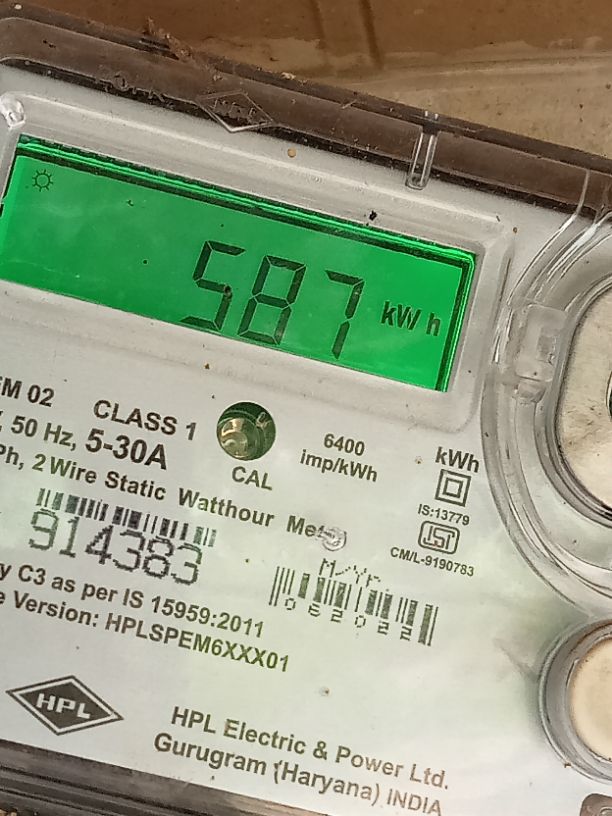 587 kWh
M 02 CLASS 1
, 50 Hz, 5-30A
CAL
6400
imp/kWh
kWh
Ph, 2 Wire Static Watthour
IS:13779
CM/L-9190783
914383
M/Yr.
062022
y C3 as per IS 15959:2011
e Version: HPLSPEM6XXX01
HPL
HPL Electric & Power Ltd.
Gurugram (Haryana) INDIA